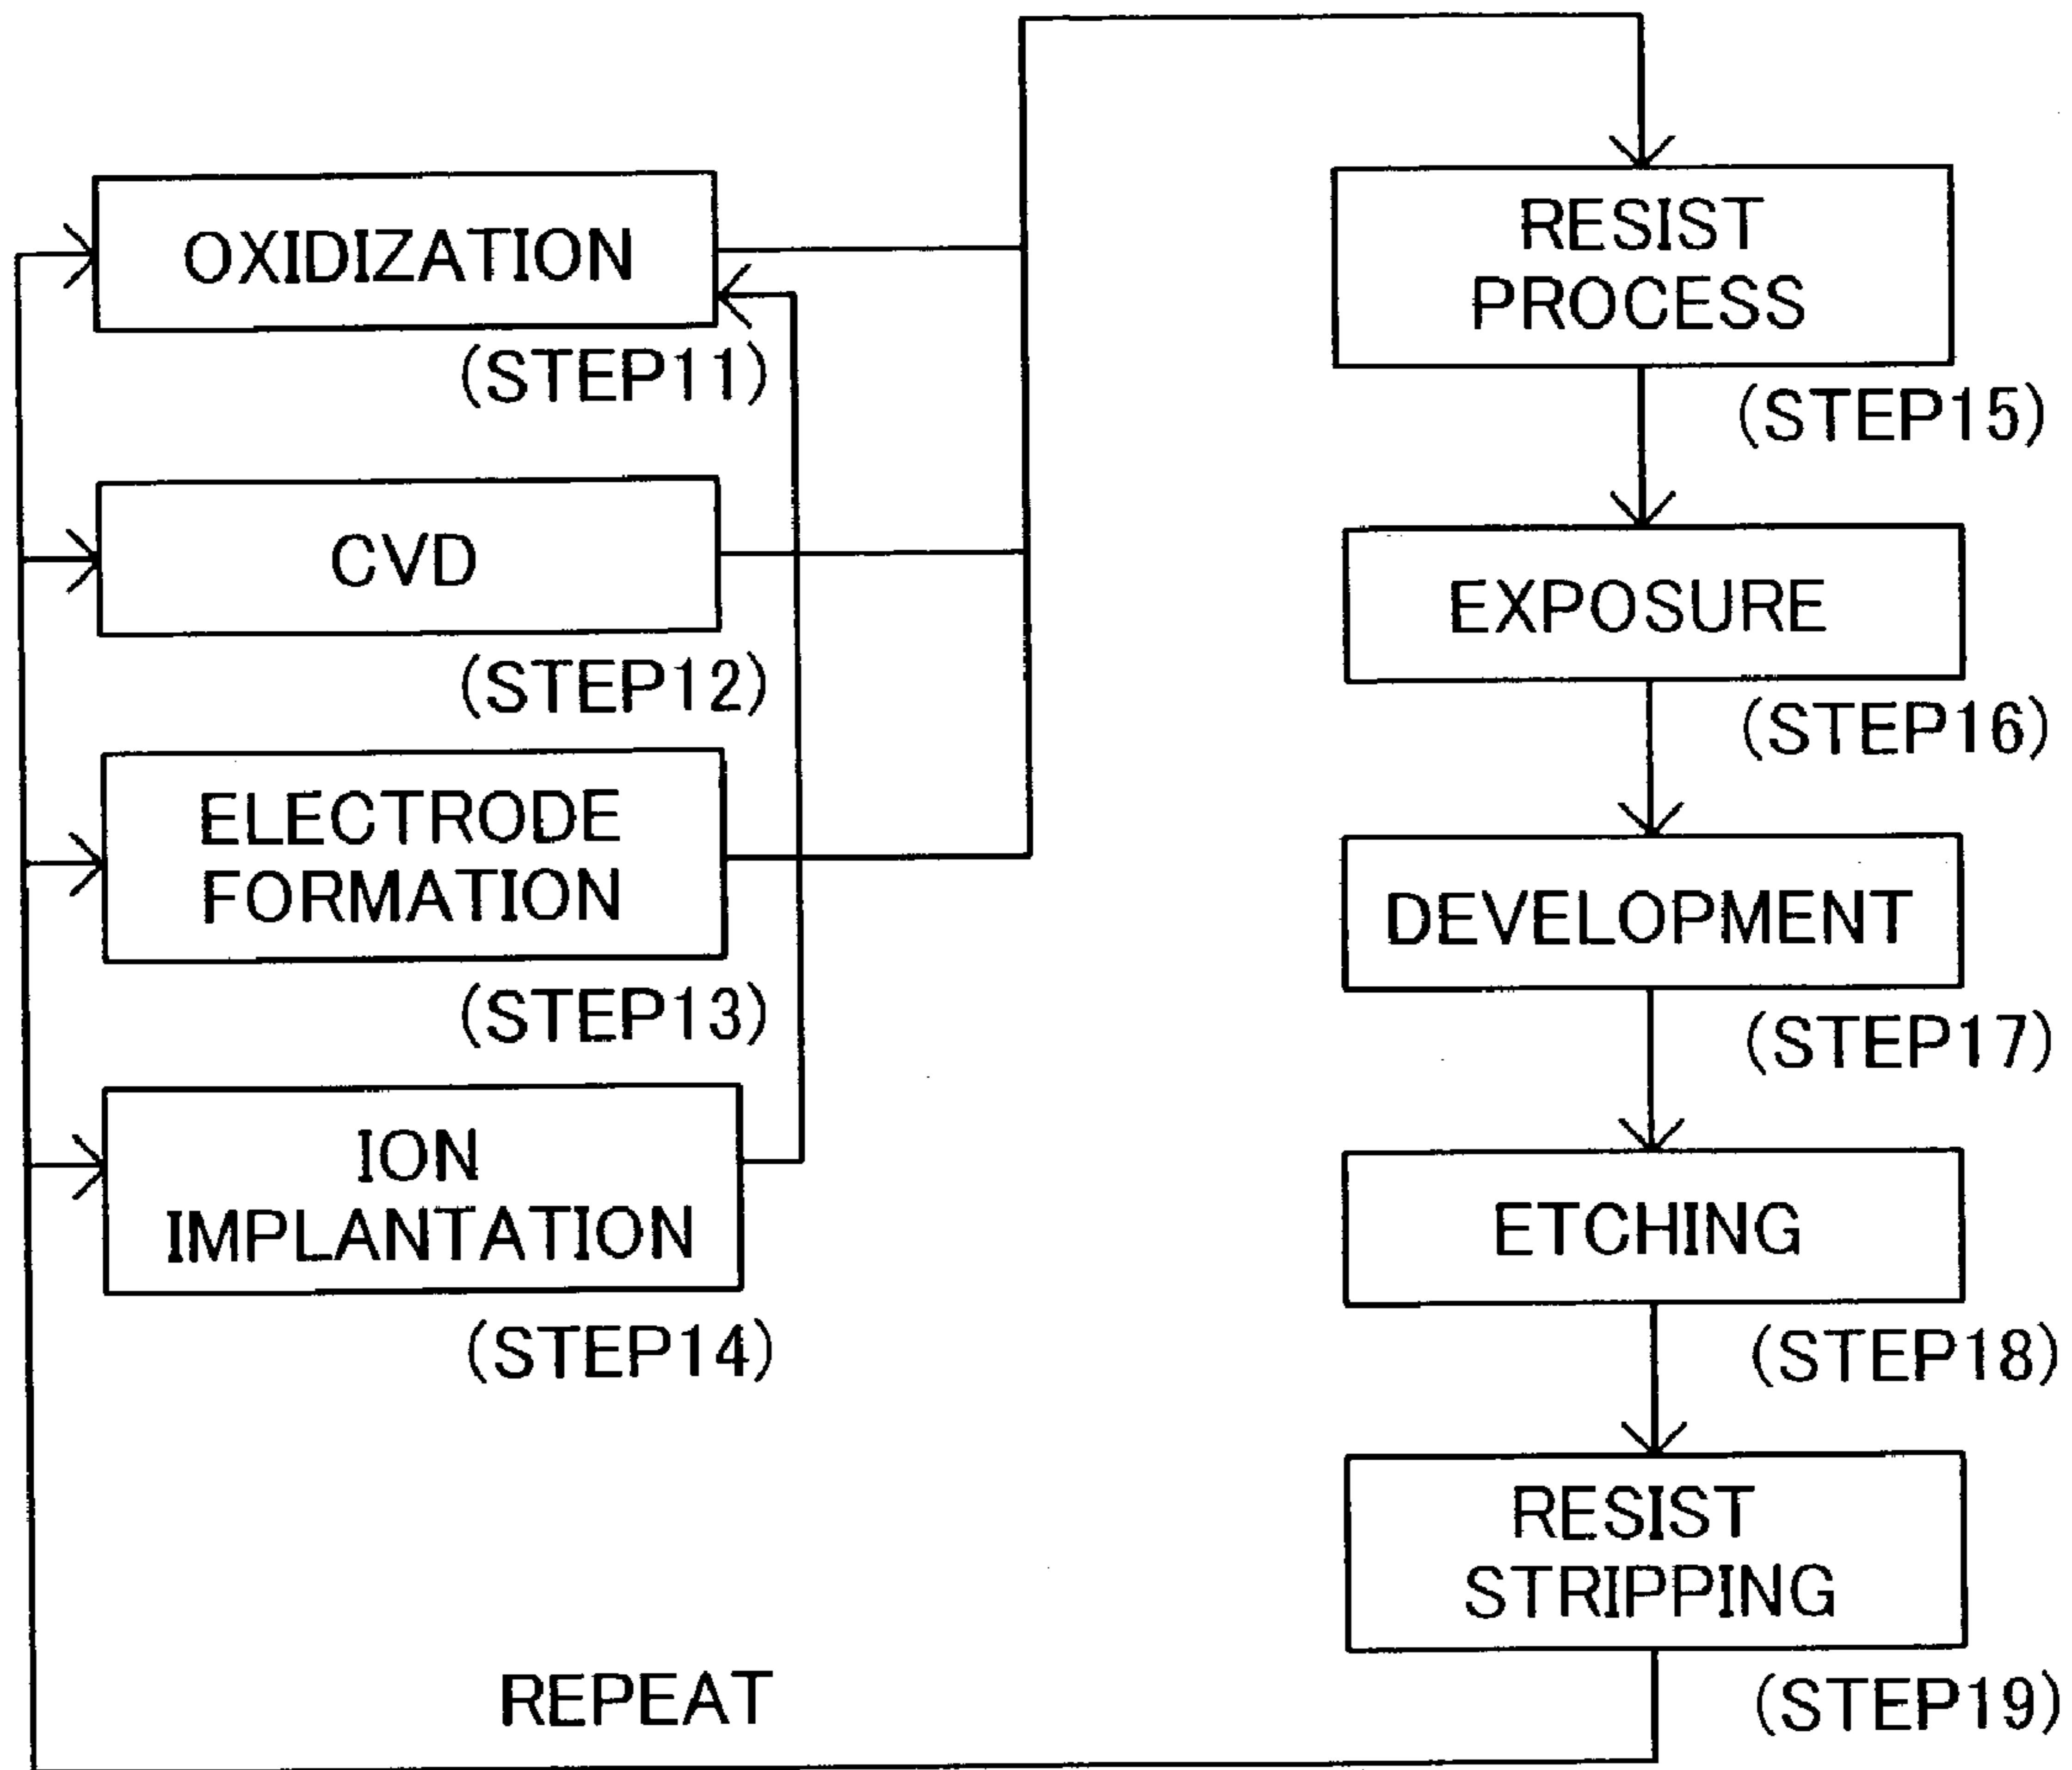 OXIDIZATION
(STEP11)
CVD
(STEP12)
ELECTRODE
FORMATION
(STEP13)
ION
IMPLANTATION
(STEP14)
REPEAT
RESIST
PROCESS
(STEP15)
EXPOSURE
(STEP16)
DEVELOPMENT
(STEP17)
ETCHING
(STEP18)
RESIST
STRIPPING
(STEP19)